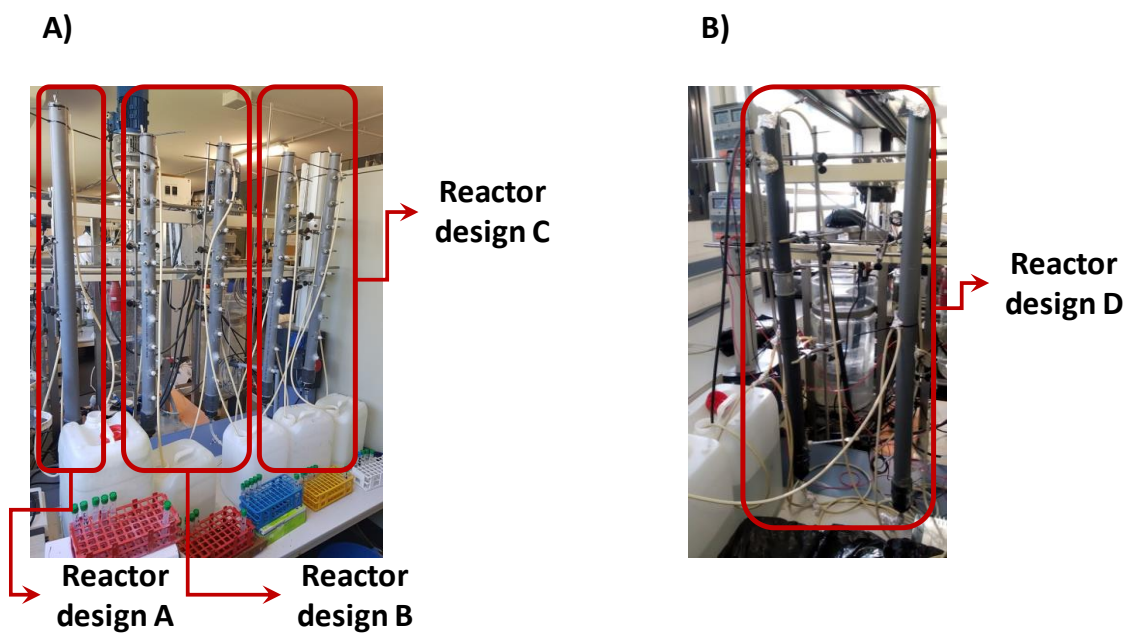 A)
B)
Reactor
design C
Reactor
design D
Reactor
design A
Reactor
design B